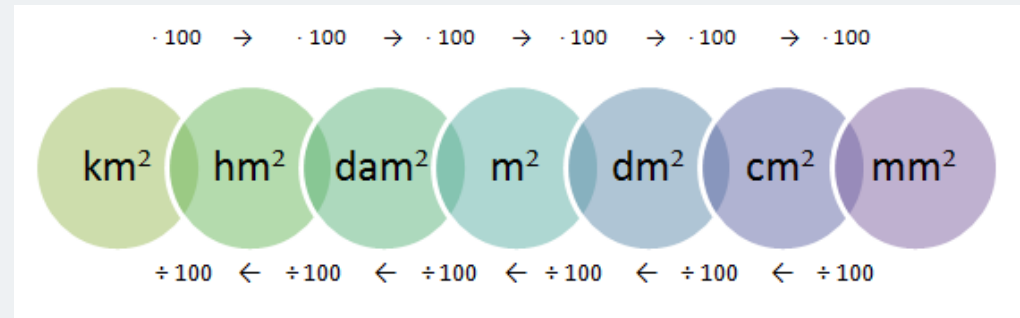 · 100 → · 100 → · 100 → · 100 → · 100 → · 100
km² hm² dam² m² dm² cm² mm²
÷ 100 ← ÷ 100 ← ÷ 100 ← ÷ 100 ← ÷ 100 ← ÷ 100